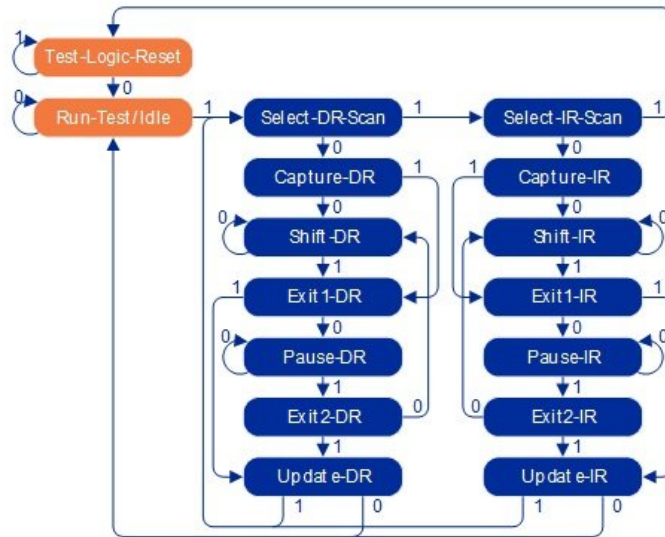 1
Test-Logic-Reset
0
0
Run-Test/Idle
1
Select-DR-Scan
1
Select-IR-Scan
1
0
0
Capture-DR
1
1
Capture-IR
0
0
0
Shift-DR
Shift-IR
0
1
1
1
Exit1-DR
Exit1-IR
1
0
0
0
Pause-DR
Pause-IR
0
1
1
Exit2-DR
0
0
Exit2-IR
1
1
Update-DR
Update-IR
1
0
1
0